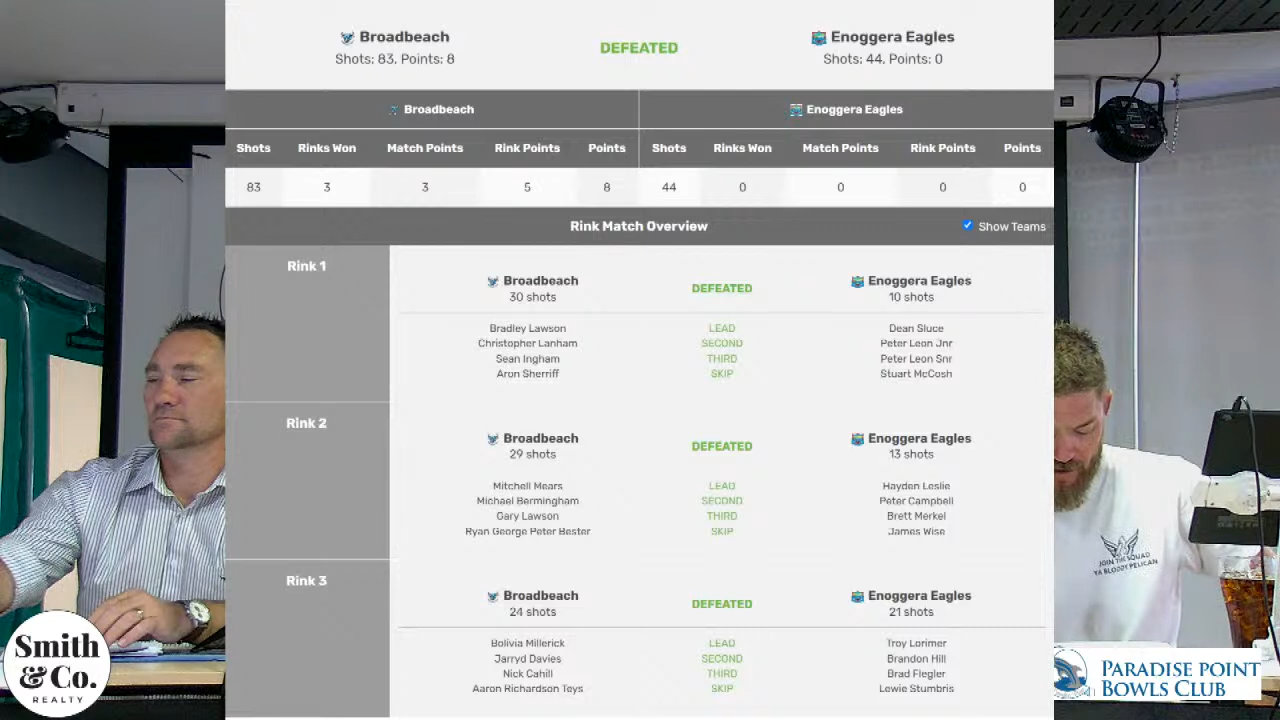 Broadbeach
Shots: 83, Points: 8
DEFEATED
Enoggera Eagles
Shots: 44, Points: 0
Broadbeach
Enoggera Eagles
Shots Rinks Won Match Points Rink Points Points Shots Rinks Won Match Points Rink Points Points
83 3 3 5 8 44 0 0 0 0
Rink Match Overview
Show Teams
Rink 1
Broadbeach
30 shots
DEFEATED
Enoggera Eagles
10 shots
Bradley Lawson LEAD Dean Sluce
Christopher Lanham SECOND Peter Leon Jnr
Sean Ingham THIRD Peter Leon Snr
Aron Sherriff SKIP Stuart McCosh
Rink 2
Broadbeach
29 shots
DEFEATED
Enoggera Eagles
13 shots
Mitchell Mears LEAD Hayden Leslie
Michael Bermingham SECOND Peter Campbell
Gary Lawson THIRD Brett Merkel
Ryan George Peter Bester SKIP James Wise
Rink 3
Broadbeach
24 shots
DEFEATED
Enoggera Eagles
21 shots
Bolivia Millerick LEAD Troy Lorimer
Jarryd Davies SECOND Brandon Hill
Nick Cahill THIRD Brad Flegler
Aaron Richardson Teys SKIP Lewie Stumbris
JOIN THE SQUAD
YA BLOODY PELICAN
Smith
& Co.
REALTY
PARADISE POINT
BOWLS CLUB